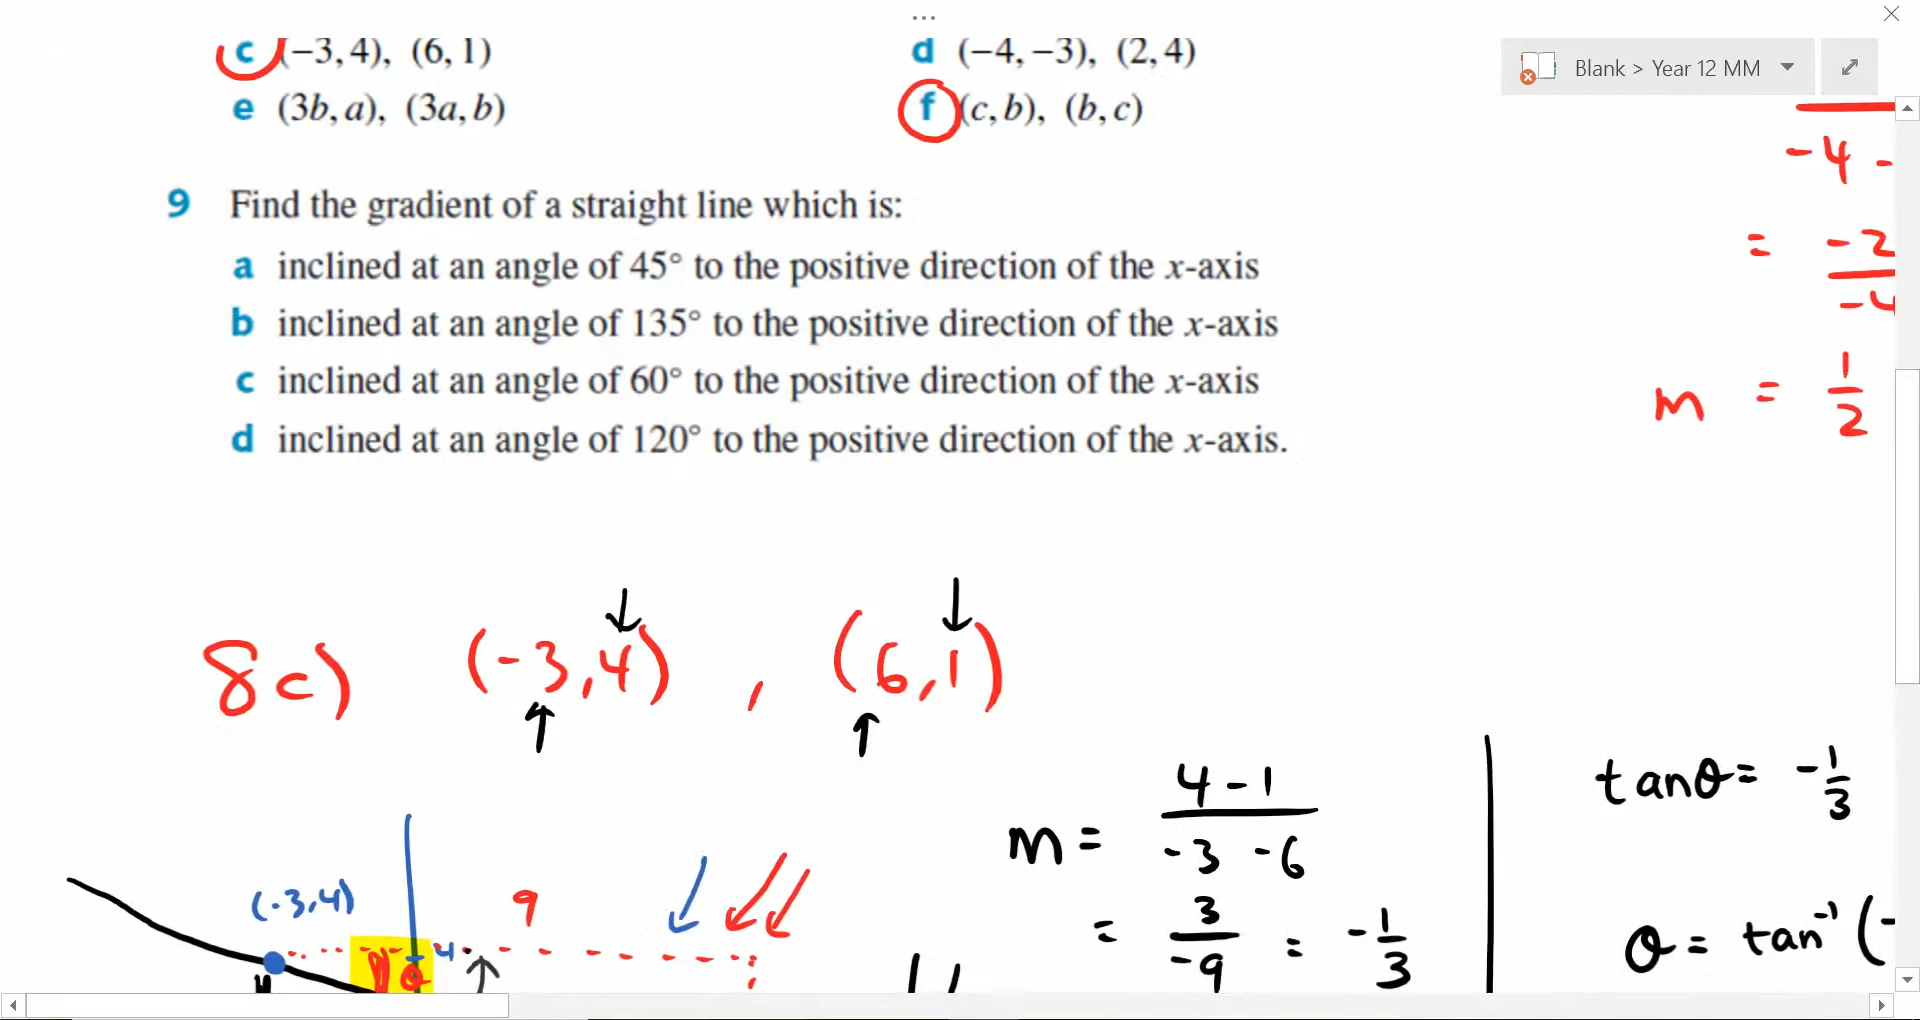 c (−3, 4), (6, 1)
d (−4, −3), (2, 4)
e (3b, a), (3a, b)
f (c, b), (b, c)
Blank > Year 12 MM
-4 -
= -2
-4
m = 1/2
9 Find the gradient of a straight line which is:
a inclined at an angle of 45° to the positive direction of the x-axis
b inclined at an angle of 135° to the positive direction of the x-axis
c inclined at an angle of 60° to the positive direction of the x-axis
d inclined at an angle of 120° to the positive direction of the x-axis.
8c) (-3,4) , (6,1)
m = 4-1
-3 -6
= 3/-9 = -1/3
tanθ = -1/3
θ = tan⁻¹(-
(-3,4)
9
4
θ